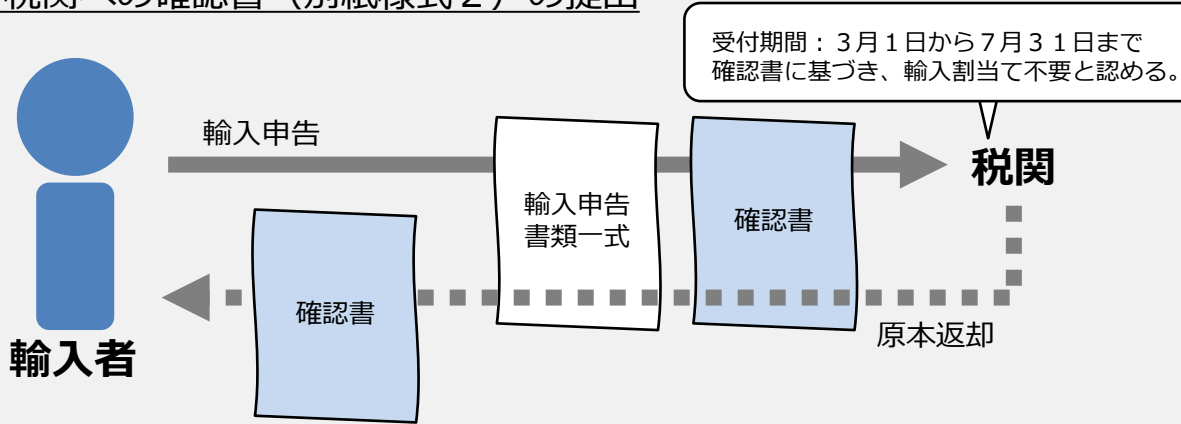 税関への確認書（別紙様式２）の提出
受付期間：３月１日から７月３１日まで
確認書に基づき、輸入割当て不要と認める。
輸入申告
税関
輸入申告
書類一式
確認書
確認書
原本返却
輸入者